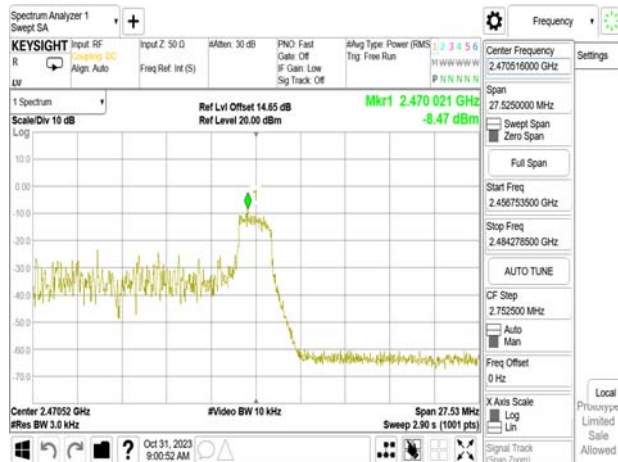 Spectrum Analyzer 1
Swept SA
Frequency
Settings
KEYSIGHT
R
Input: RF
Coupling: DC
Align: Auto
Input Z: 50 Ω
Freq Ref: Int (S)
#Atten: 30 dB
PNO: Fast
Gate: Off
IF Gain: Low
Sig Track: Off
#Avg Type: Power (RMS
Trig: Free Run
1 2 3 4 5 6
M W W W W W
P N N N N N
1 Spectrum
Scale/Div 10 dB
Ref Lvl Offset 14.65 dB
Ref Level 20.00 dBm
Mkr1 2.470 021 GHz
-8.47 dBm
Log
10.0
0.00
-10.0
-20.0
-30.0
-40.0
-50.0
-60.0
-70.0
1
Center 2.47052 GHz
#Res BW 3.0 kHz
#Video BW 10 kHz
Span 27.53 MHz
Sweep 2.90 s (1001 pts)
Oct 31, 2023
9:00:52 AM
Center Frequency
2.470516000 GHz
Span
27.5250000 MHz
Swept Span
Zero Span
Full Span
Start Freq
2.456753500 GHz
Stop Freq
2.484278500 GHz
AUTO TUNE
CF Step
2.752500 MHz
Auto
Man
Freq Offset
0 Hz
X Axis Scale
Log
Lin
Signal Track
(Span Zoom)
Local
Prototype
Limited
Sale
Allowed